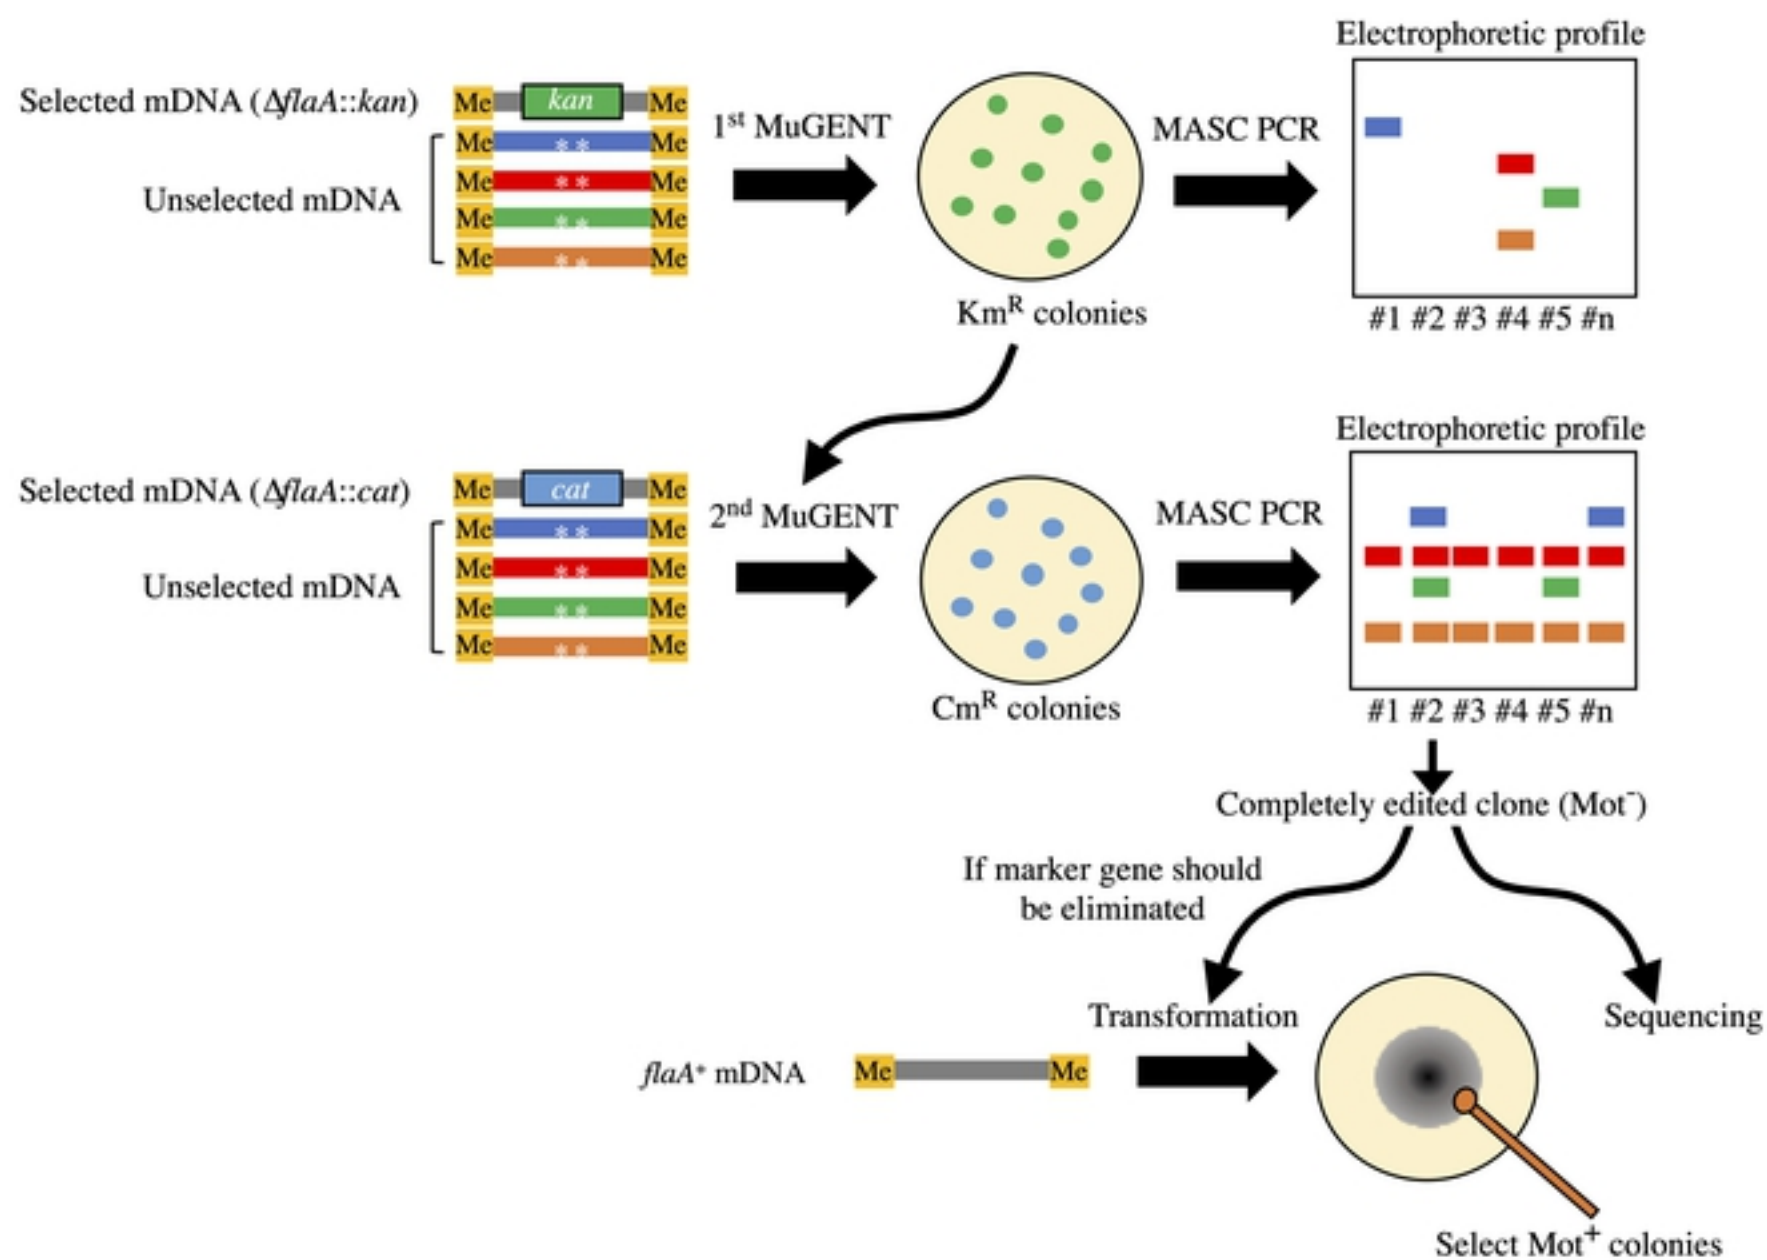 Electrophoretic profile
Selected mDNA (ΔflaA::kan)
Me kan Me
1st MuGENT
MASC PCR
Me ** Me
Me ** Me
Unselected mDNA
Me ** Me
Me ** Me
KmR colonies
#1 #2 #3 #4 #5 #n
Electrophoretic profile
Selected mDNA (ΔflaA::cat)
Me cat Me
2nd MuGENT
MASC PCR
Me ** Me
Me ** Me
Unselected mDNA
Me ** Me
Me ** Me
CmR colonies
#1 #2 #3 #4 #5 #n
Completely edited clone (Mot-)
If marker gene should
be eliminated
Transformation
Sequencing
flaA+ mDNA
Me Me
Select Mot+ colonies